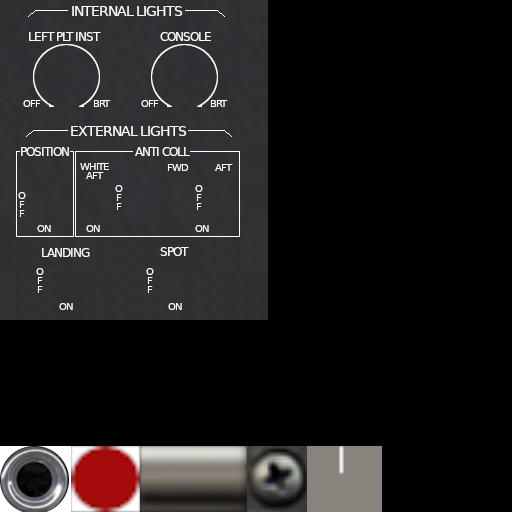 INTERNAL LIGHTS
LEFT PLT INST CONSOLE
OFF BRT OFF BRT
EXTERNAL LIGHTS
POSITION ANTI COLL
WHITE AFT FWD AFT
OFF OFF OFF
ON ON ON
LANDING SPOT
OFF OFF
ON ON